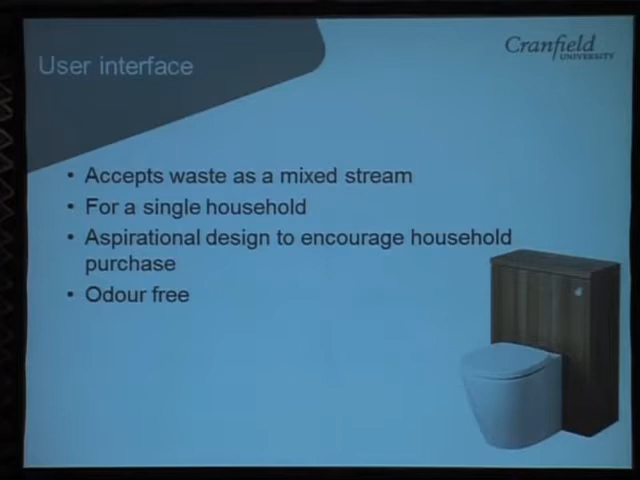 User interface
Cranfield
UNIVERSITY
• Accepts waste as a mixed stream
• For a single household
• Aspirational design to encourage household
purchase
• Odour free